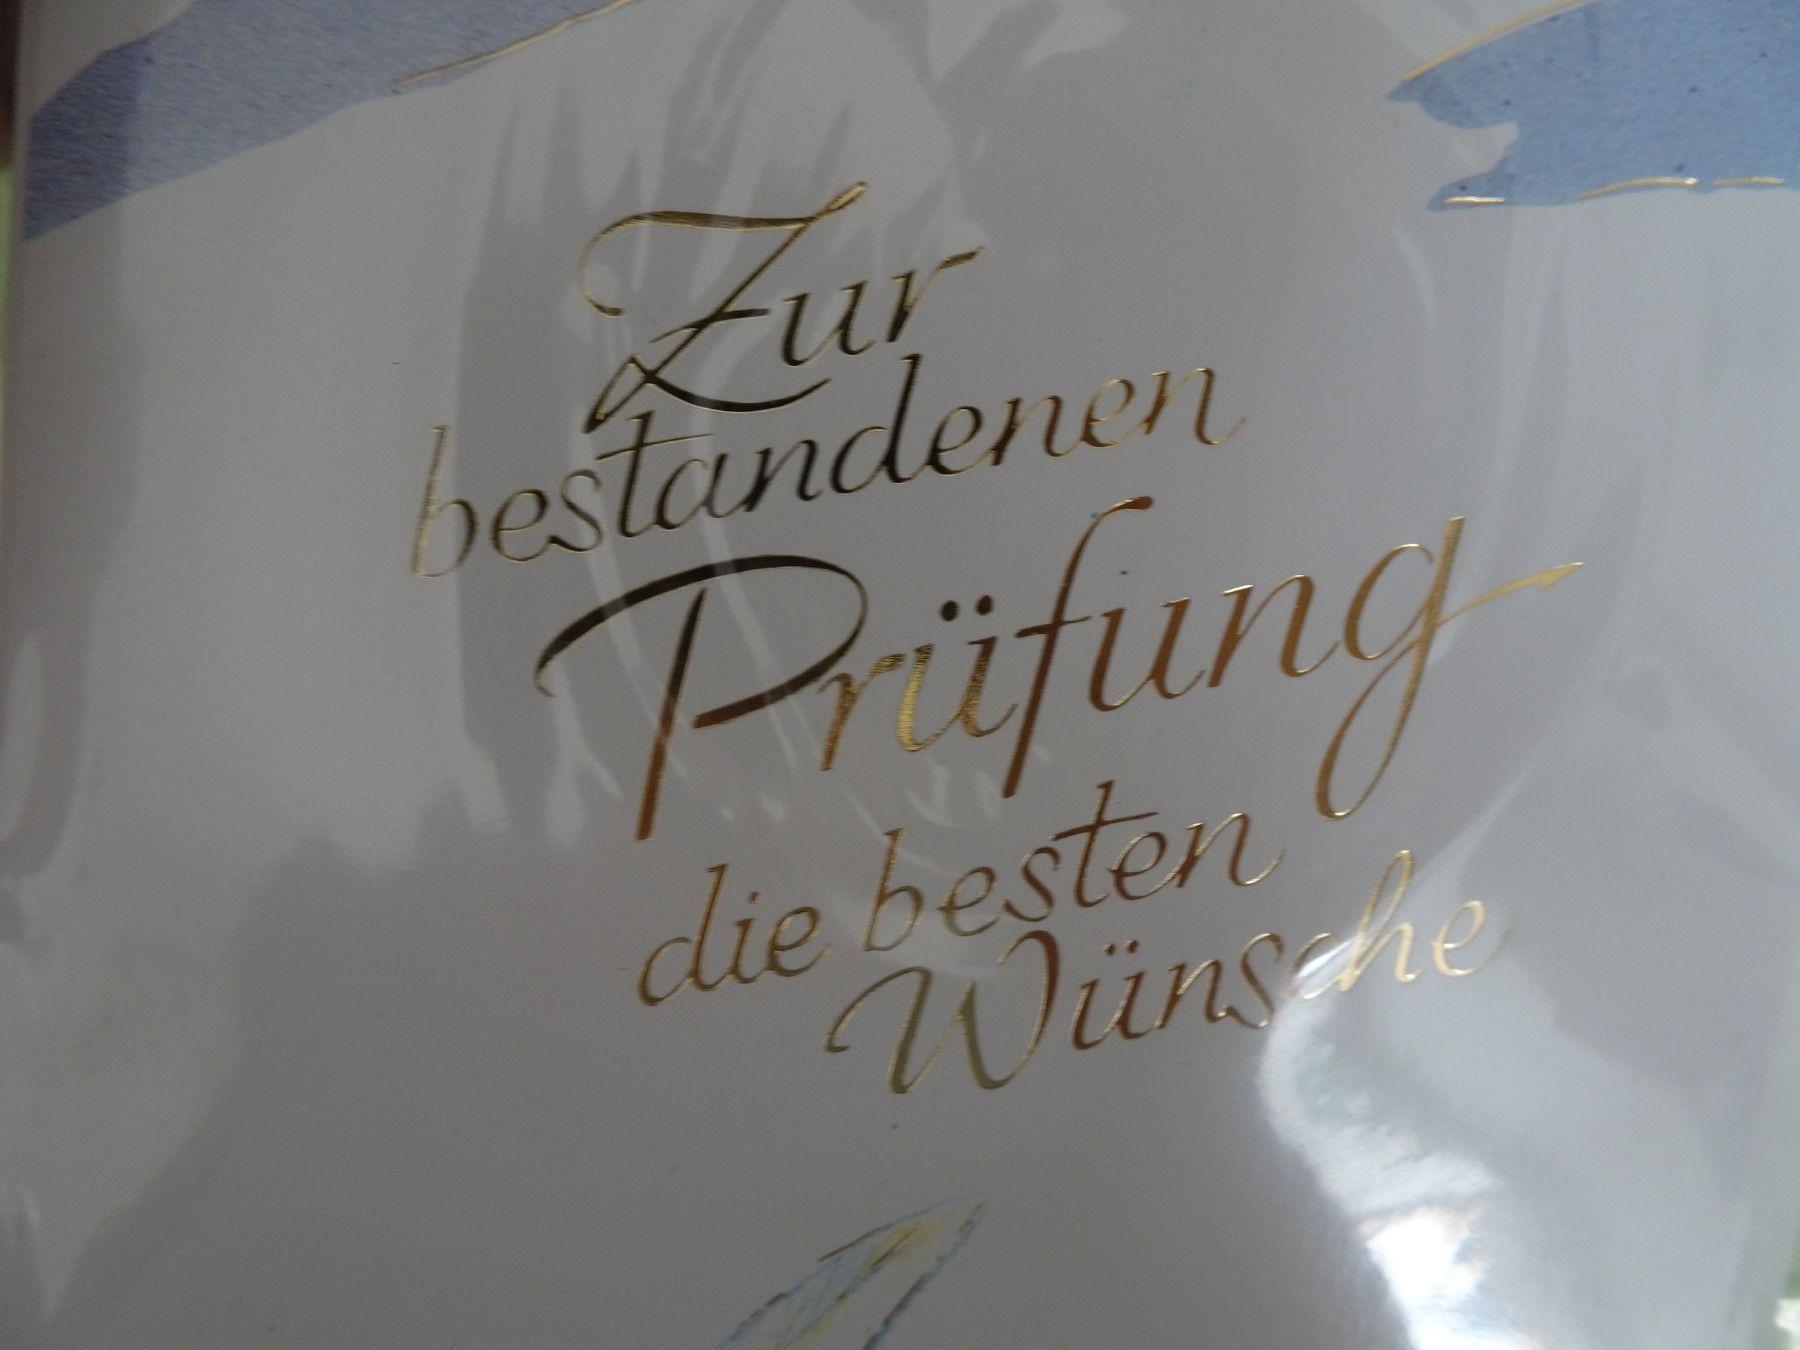 Zur
bestandenen
Prüfung
die besten
Wünsche